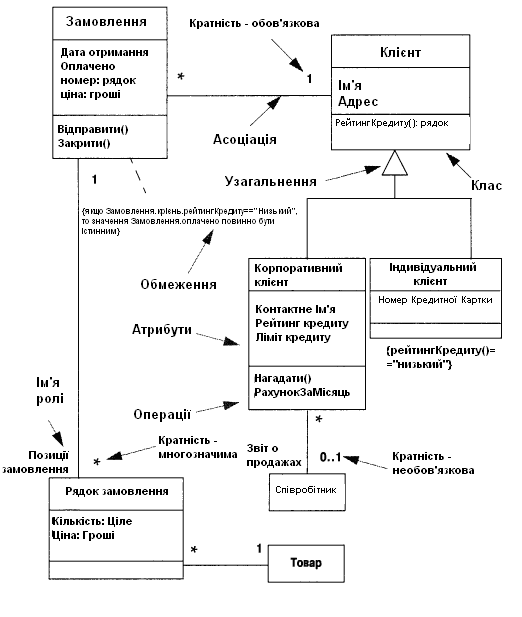 Замовлення
Дата отримання
Оплачено
номер: рядок
ціна: гроші
Відправити()
Закрити()
Кратність - обов'язкова
*
1
Асоціація
Клієнт
Ім'я
Адрес
РейтінгКредиту(): рядок
Узагальнення
Клас
1
{якщо Замовлення.крієнь.рейтінгКредиту=="Низький",
то значення Замовлення.оплачено повинно бути
істинним}
Обмеження
Корпоративний
клієнт
Контактне Ім'я
Рейтинг кредиту
Ліміт кредиту
Нагадати()
РахунокЗаМісяць
Індивідуальний
клієнт
Номер Кредитної Картки
{рейтингКредиту()=
="низький"}
Атрибути
Операції
Ім'я
ролі
Позиції
замовлення
*
Кратність -
многозначима
*
Звіт о
продажах
0..1
Кратність -
необов'язкова
Співробітник
Рядок замовлення
Кількість: Ціле
Ціна: Гроші
*
1
Товар